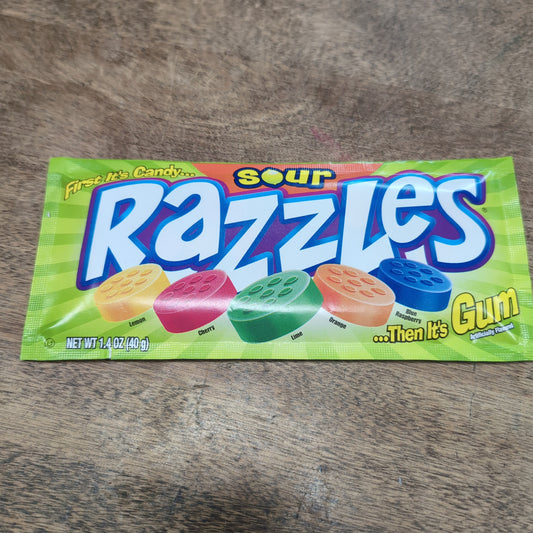 First It's Candy...
sour
RAZZLES
Lemon
Cherry
Lime
Orange
Blue
Raspberry
NET WT 1.4 OZ (40 g)
...Then It's Gum
Artificially Flavored